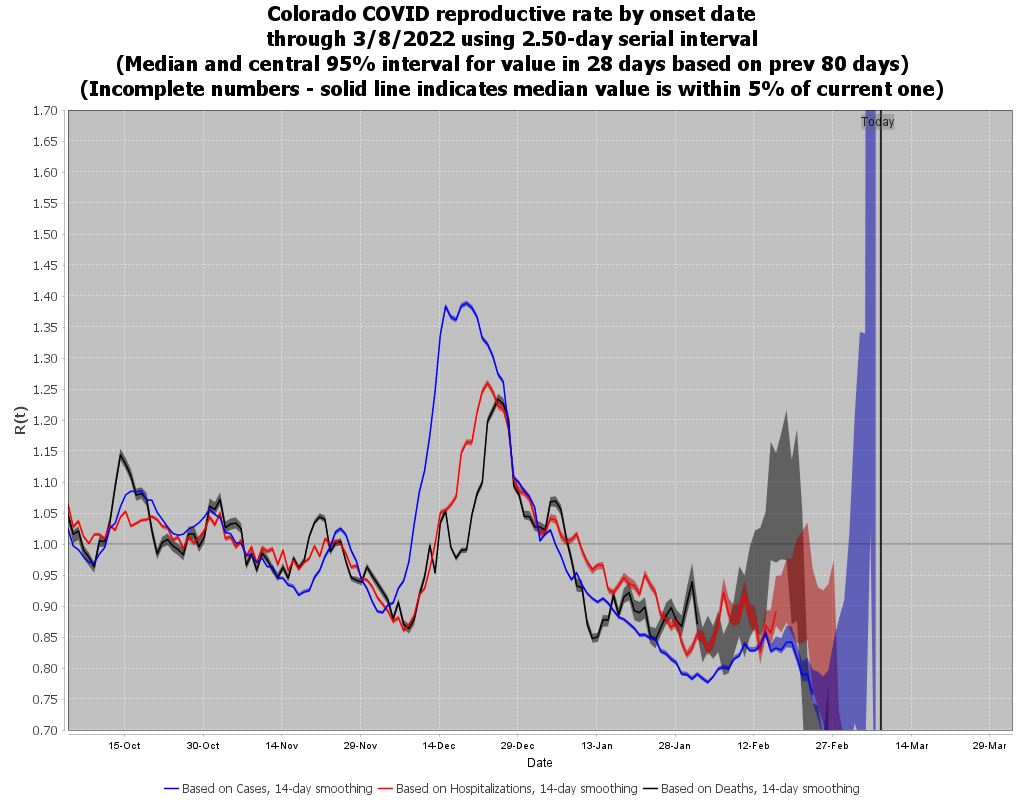 Colorado COVID reproductive rate by onset date
through 3/8/2022 using 2.50-day serial interval
(Median and central 95% interval for value in 28 days based on prev 80 days)
(Incomplete numbers - solid line indicates median value is within 5% of current one)
1.70
1.65
1.60
1.55
1.50
1.45
1.40
1.35
1.30
1.25
1.20
1.15
1.10
1.05
1.00
0.95
0.90
0.85
0.80
0.75
0.70
R(t)
Today
15-Oct 30-Oct 14-Nov 29-Nov 14-Dec 29-Dec 13-Jan 28-Jan 12-Feb 27-Feb 14-Mar 29-Mar
Date
Based on Cases, 14-day smoothing Based on Hospitalizations, 14-day smoothing Based on Deaths, 14-day smoothing